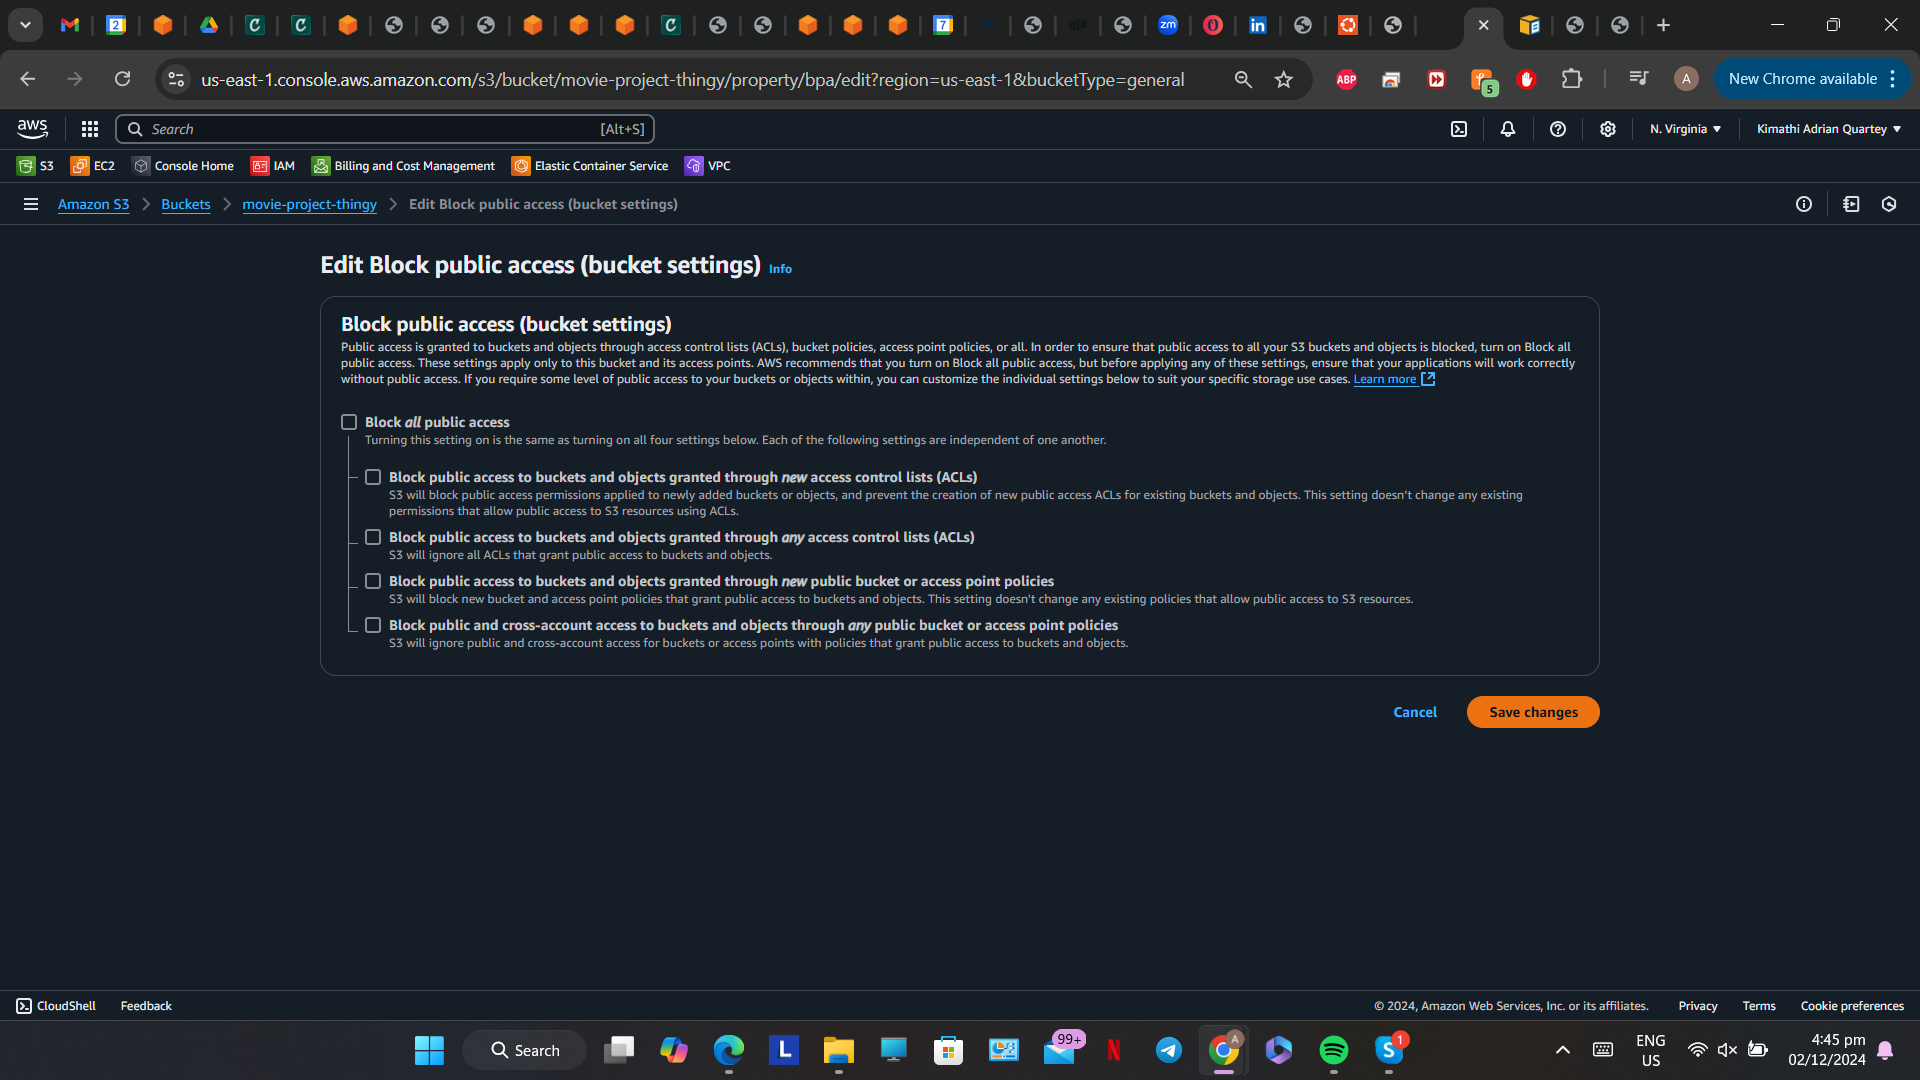 2
7
zm
in
us-east-1.console.aws.amazon.com/s3/bucket/movie-project-thingy/property/bpa/edit?region=us-east-1&bucketType=general
ABP
5
A
New Chrome available
aws
Search
[Alt+S]
N. Virginia
Kimathi Adrian Quartey
S3
EC2
Console Home
IAM
Billing and Cost Management
Elastic Container Service
VPC
Amazon S3
Buckets
movie-project-thingy
Edit Block public access (bucket settings)
Edit Block public access (bucket settings)
Info
Block public access (bucket settings)
Public access is granted to buckets and objects through access control lists (ACLs), bucket policies, access point policies, or all. In order to ensure that public access to all your S3 buckets and objects is blocked, turn on Block all
public access. These settings apply only to this bucket and its access points. AWS recommends that you turn on Block all public access, but before applying any of these settings, ensure that your applications will work correctly
without public access. If you require some level of public access to your buckets or objects within, you can customize the individual settings below to suit your specific storage use cases. Learn more
Block all public access
Turning this setting on is the same as turning on all four settings below. Each of the following settings are independent of one another.
Block public access to buckets and objects granted through new access control lists (ACLs)
S3 will block public access permissions applied to newly added buckets or objects, and prevent the creation of new public access ACLs for existing buckets and objects. This setting doesn't change any existing
permissions that allow public access to S3 resources using ACLs.
Block public access to buckets and objects granted through any access control lists (ACLs)
S3 will ignore all ACLs that grant public access to buckets and objects.
Block public access to buckets and objects granted through new public bucket or access point policies
S3 will block new bucket and access point policies that grant public access to buckets and objects. This setting doesn't change any existing policies that allow public access to S3 resources.
Block public and cross-account access to buckets and objects through any public bucket or access point policies
S3 will ignore public and cross-account access for buckets or access points with policies that grant public access to buckets and objects.
Cancel
Save changes
CloudShell
Feedback
© 2024, Amazon Web Services, Inc. or its affiliates.
Privacy
Terms
Cookie preferences
Search
L
99+
N
A
S
1
ENG
US
4:45 pm
02/12/2024